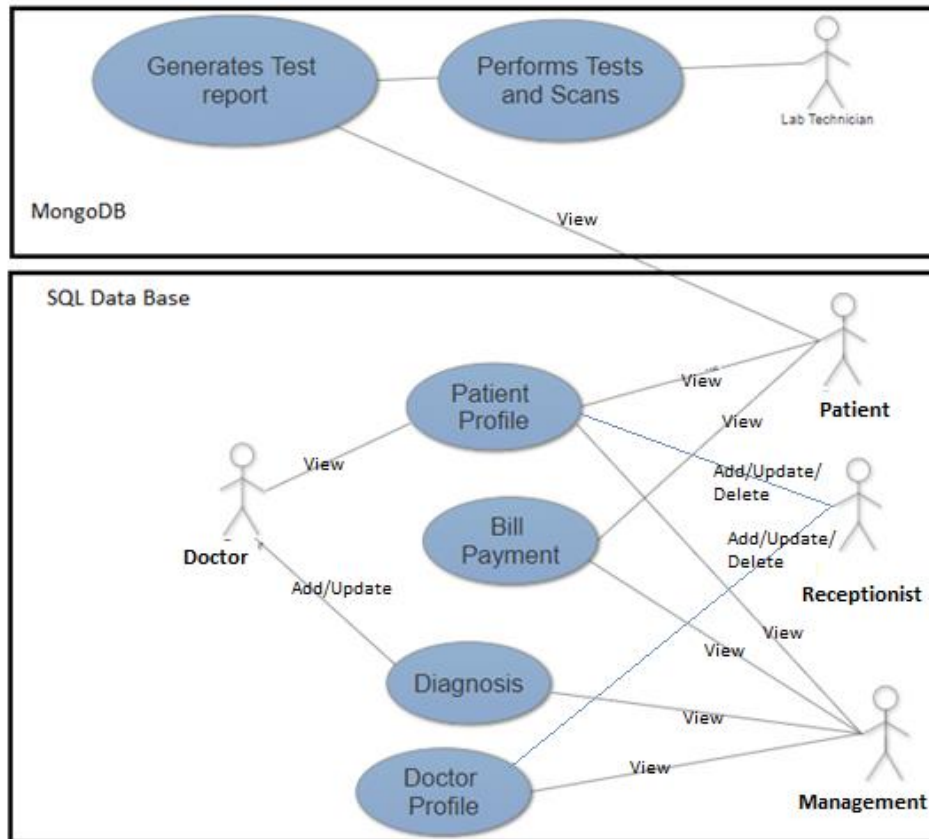 Generates Test
report
Performs Tests
and Scans
Lab Technician
MongoDB
View
SQL Data Base
Patient
Profile
View
Patient
View
View
Add/Update/
Delete
Bill
Payment
Doctor
Add/Update/
Delete
Add/Update
Receptionist
View
View
Diagnosis
View
Doctor
Profile
View
Management